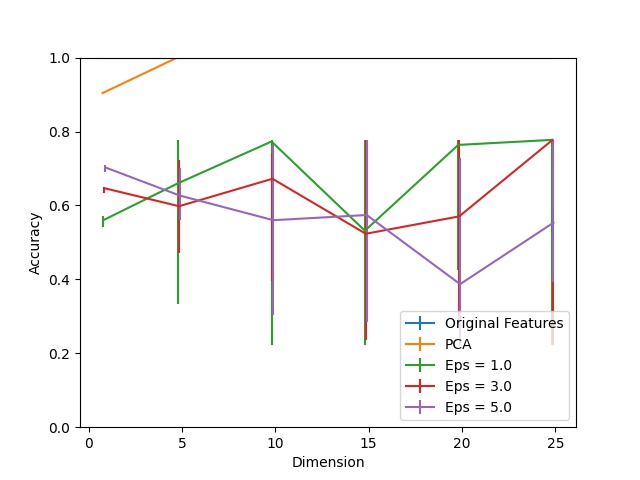 1.0
0.8
0.6
0.4
0.2
0.0
Accuracy
Original Features
PCA
Eps = 1.0
Eps = 3.0
Eps = 5.0
0 5 10 15 20 25
Dimension